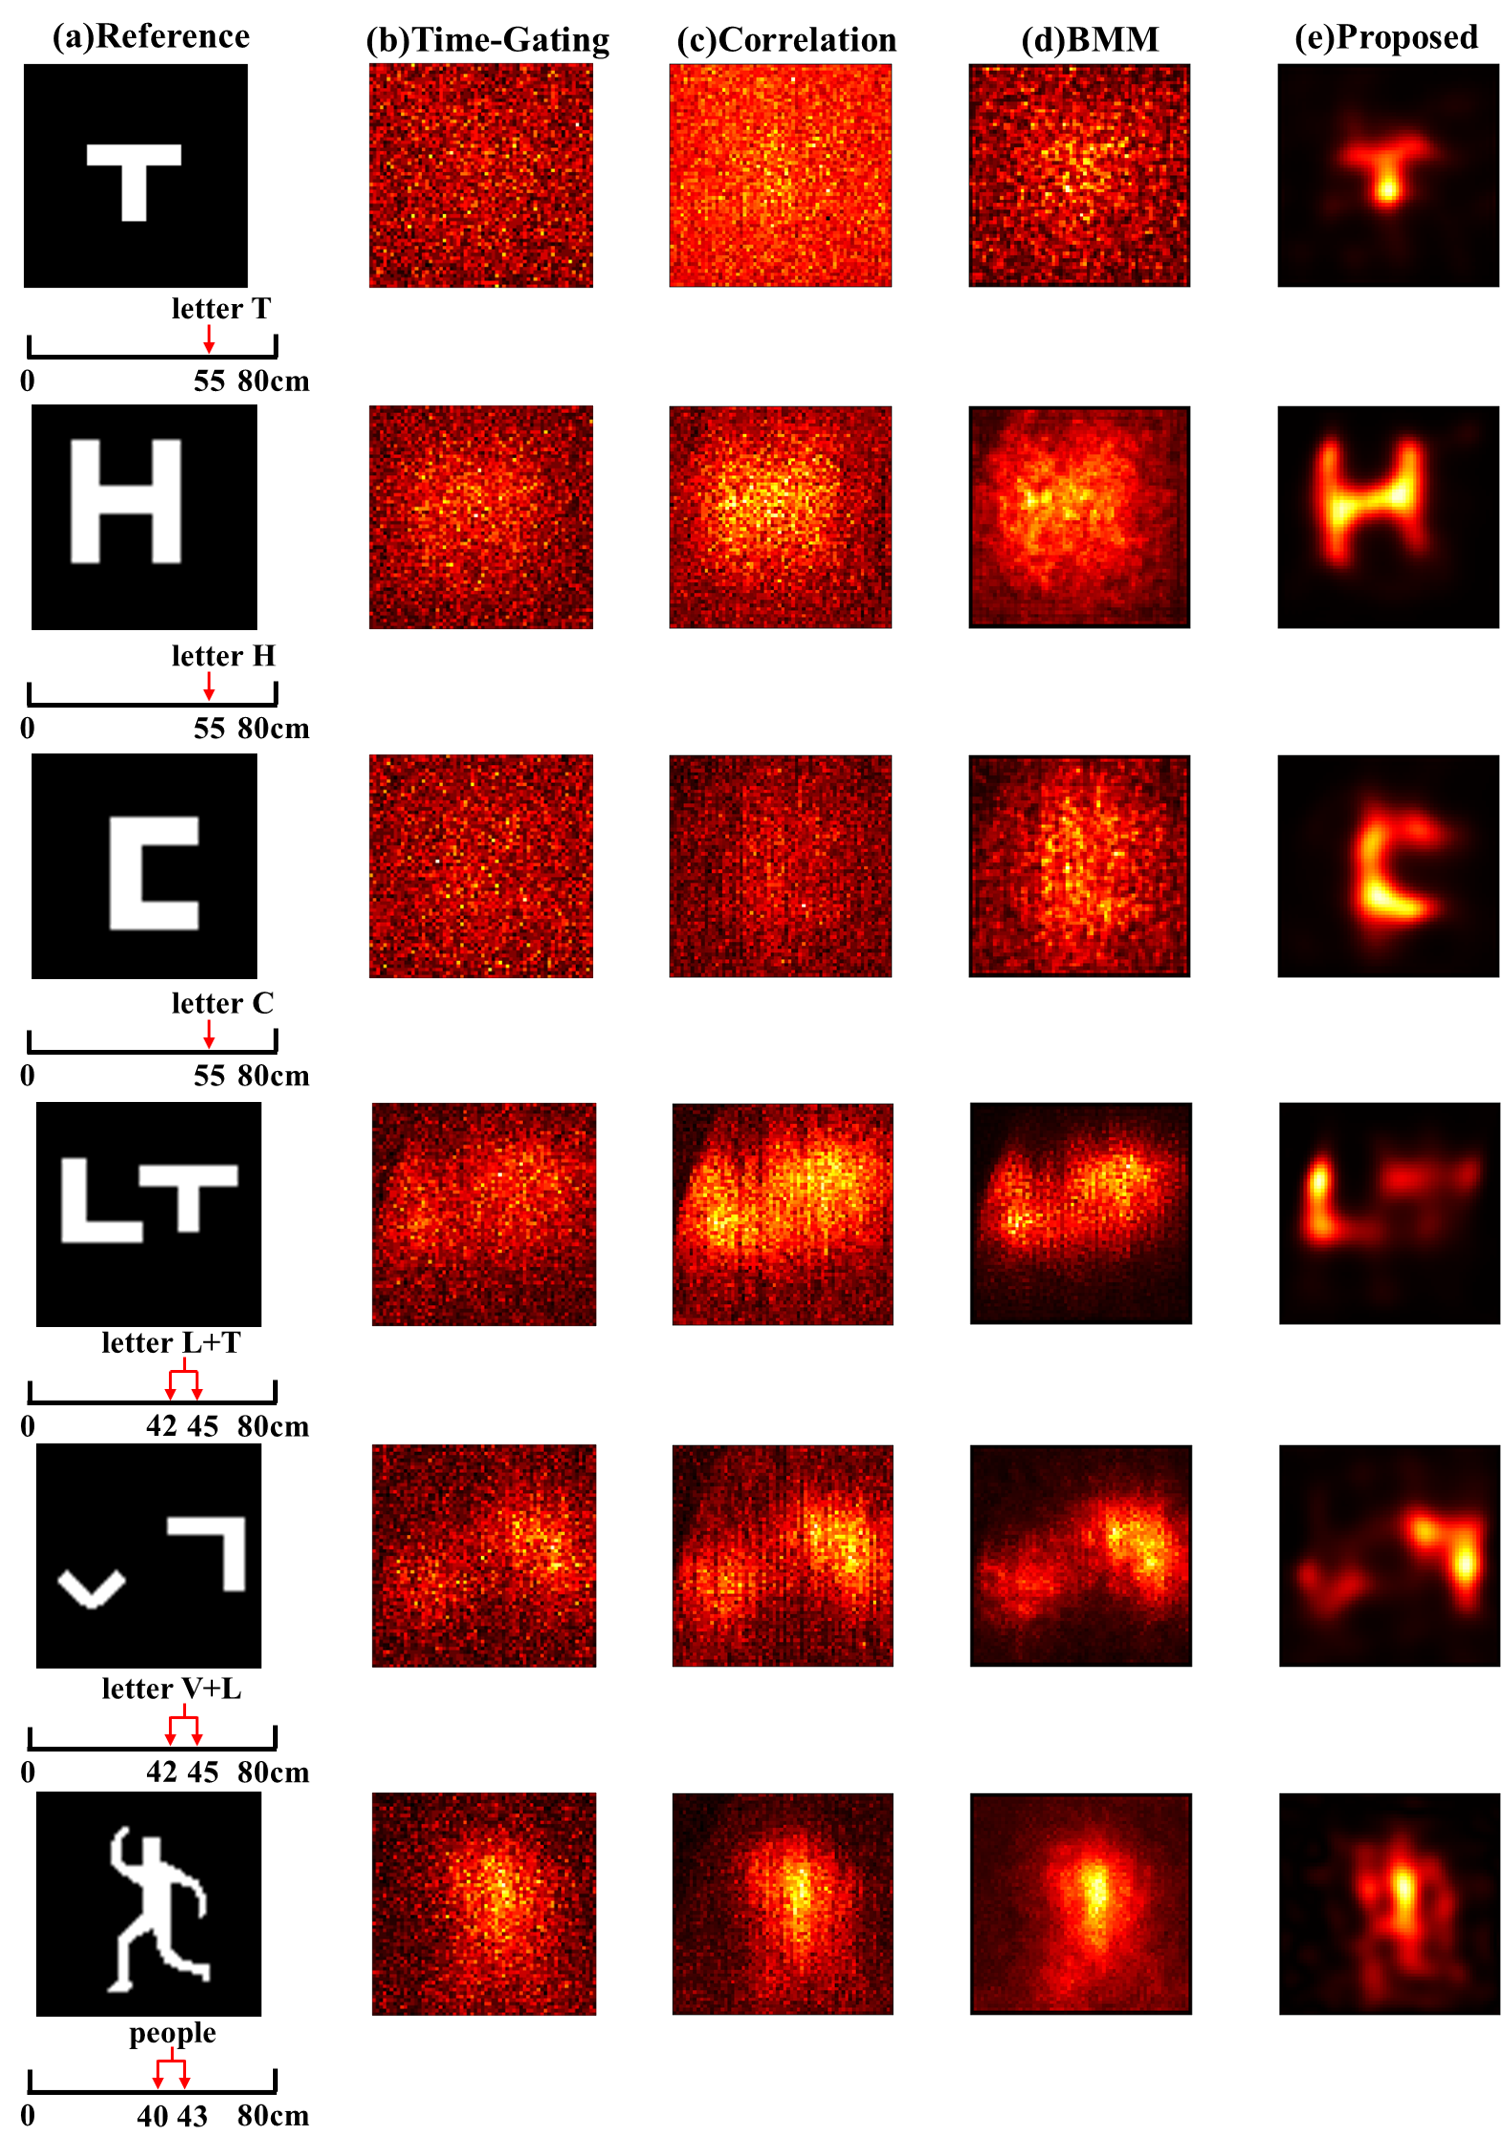 (a)Reference (b)Time-Gating (c)Correlation (d)BMM (e)Proposed
T
letter T
0 55 80cm
H
letter H
0 55 80cm
C
letter C
0 55 80cm
LT
letter L+T
0 42 45 80cm
letter V+L
0 42 45 80cm
people
0 40 43 80cm